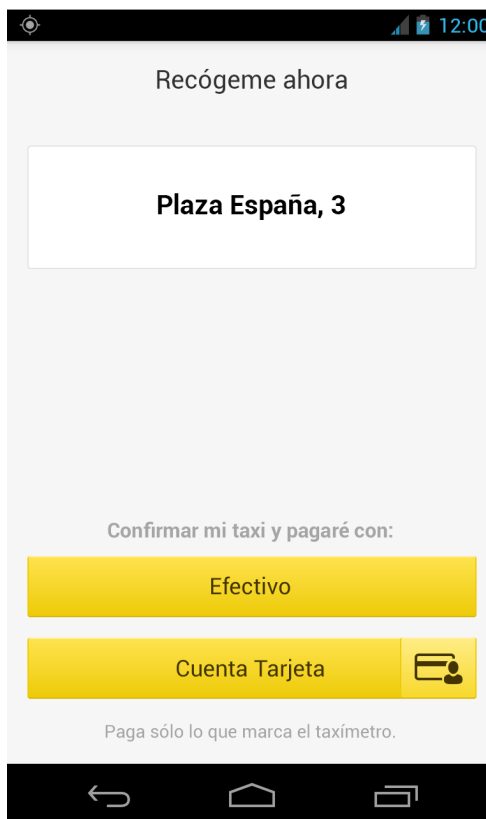 12:00
Recógeme ahora
Plaza España, 3
Confirmar mi taxi y pagaré con:
Efectivo
Cuenta Tarjeta
Paga sólo lo que marca el taxímetro.